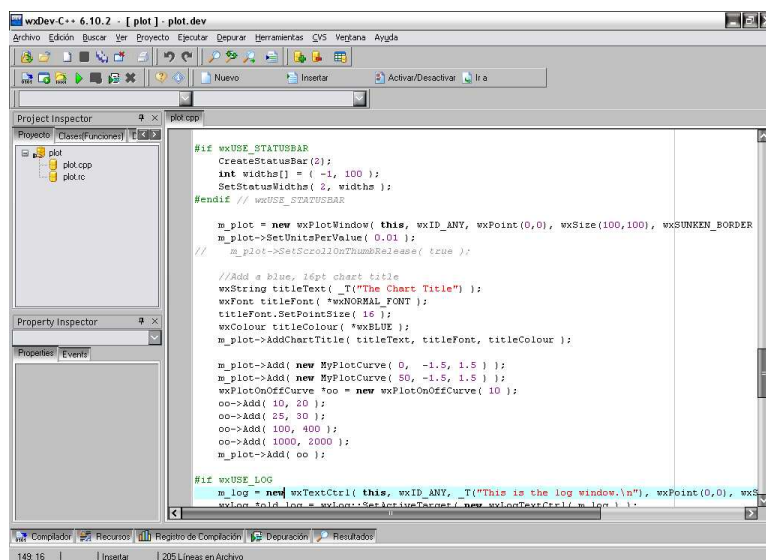 wxDev-C++ 6.10.2 - [ plot ] - plot.dev
Archivo Edición Buscar Ver Proyecto Ejecutar Depurar Herramientas CVS Ventana Ayuda
Nuevo Insertar Activar/Desactivar Ir a
Project Inspector
plot.cpp
Proyecto Clases(Funciones)
plot
plot.cpp
plot.rc
Property Inspector
Properties Events
#if wxUSE_STATUSBAR
CreateStatusBar(2);
int widths[] = { -1, 100 };
SetStatusWidths( 2, widths );
#endif // wxUSE_STATUSBAR
m_plot = new wxPlotWindow( this, wxID_ANY, wxPoint(0,0), wxSize(100,100), wxSUNKEN_BORDER
m_plot->SetUnitsPerValue( 0.01 );
// m_plot->SetScrollOnThumbRelease( true );
//Add a blue, 16pt chart title
wxString titleText( _T("The Chart Title") );
wxFont titleFont( *wxNORMAL_FONT );
titleFont.SetPointSize( 16 );
wxColour titleColour( *wxBLUE );
m_plot->AddChartTitle( titleText, titleFont, titleColour );
m_plot->Add( new MyPlotCurve( 0, -1.5, 1.5 ) );
m_plot->Add( new MyPlotCurve( 50, -1.5, 1.5 ) );
wxPlotOnOffCurve *oo = new wxPlotOnOffCurve( 10 );
oo->Add( 10, 20 );
oo->Add( 25, 30 );
oo->Add( 100, 400 );
oo->Add( 1000, 2000 );
m_plot->Add( oo );
#if wxUSE_LOG
m_log = new wxTextCtrl( this, wxID_ANY, _T("This is the log window.\n"), wxPoint(0,0), wxS
wxLog *old_log = wxLog::SetActiveTarget( new wxLogTextCtrl( m_log ) );
Compilador Recursos Registro de Compilación Depuración Resultados
149: 16 Insertar 205 Líneas en Archivo